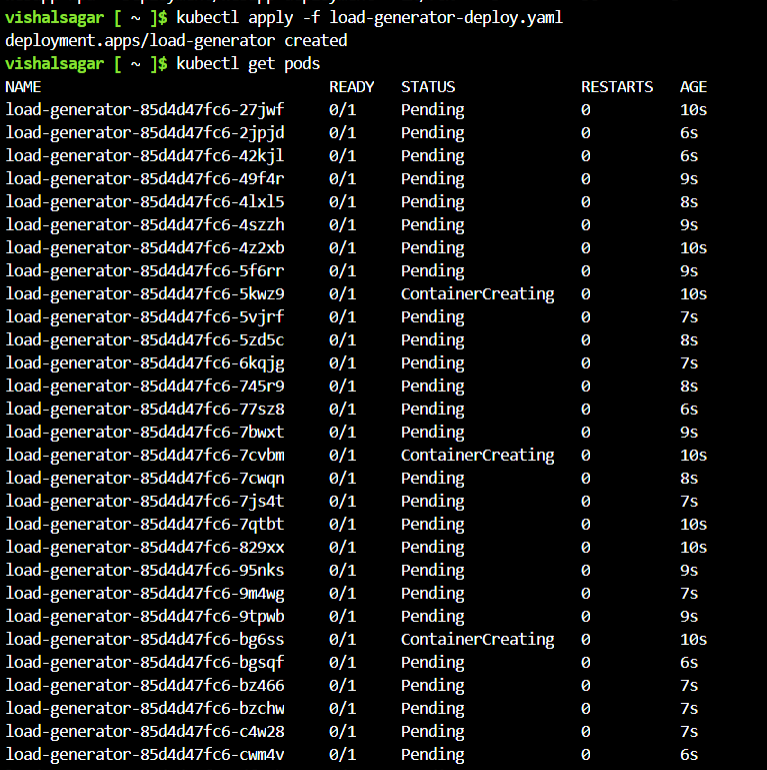 vishalsagar [ ~ ]$ kubectl apply -f load-generator-deploy.yaml
deployment.apps/load-generator created
vishalsagar [ ~ ]$ kubectl get pods
NAME READY STATUS RESTARTS AGE
load-generator-85d4d47fc6-27jwf 0/1 Pending 0 10s
load-generator-85d4d47fc6-2jpjd 0/1 Pending 0 6s
load-generator-85d4d47fc6-42kjl 0/1 Pending 0 6s
load-generator-85d4d47fc6-49f4r 0/1 Pending 0 9s
load-generator-85d4d47fc6-4lxl5 0/1 Pending 0 8s
load-generator-85d4d47fc6-4szzh 0/1 Pending 0 9s
load-generator-85d4d47fc6-4z2xb 0/1 Pending 0 10s
load-generator-85d4d47fc6-5f6rr 0/1 Pending 0 9s
load-generator-85d4d47fc6-5kwz9 0/1 ContainerCreating 0 10s
load-generator-85d4d47fc6-5vjrf 0/1 Pending 0 7s
load-generator-85d4d47fc6-5zd5c 0/1 Pending 0 8s
load-generator-85d4d47fc6-6kqjg 0/1 Pending 0 7s
load-generator-85d4d47fc6-745r9 0/1 Pending 0 8s
load-generator-85d4d47fc6-77sz8 0/1 Pending 0 6s
load-generator-85d4d47fc6-7bwxt 0/1 Pending 0 9s
load-generator-85d4d47fc6-7cvbm 0/1 ContainerCreating 0 10s
load-generator-85d4d47fc6-7cwqn 0/1 Pending 0 8s
load-generator-85d4d47fc6-7js4t 0/1 Pending 0 7s
load-generator-85d4d47fc6-7qtbt 0/1 Pending 0 10s
load-generator-85d4d47fc6-829xx 0/1 Pending 0 10s
load-generator-85d4d47fc6-95nks 0/1 Pending 0 9s
load-generator-85d4d47fc6-9m4wg 0/1 Pending 0 7s
load-generator-85d4d47fc6-9tpwb 0/1 Pending 0 9s
load-generator-85d4d47fc6-bg6ss 0/1 ContainerCreating 0 10s
load-generator-85d4d47fc6-bgsqf 0/1 Pending 0 6s
load-generator-85d4d47fc6-bz466 0/1 Pending 0 7s
load-generator-85d4d47fc6-bzchw 0/1 Pending 0 7s
load-generator-85d4d47fc6-c4w28 0/1 Pending 0 7s
load-generator-85d4d47fc6-cwm4v 0/1 Pending 0 6s